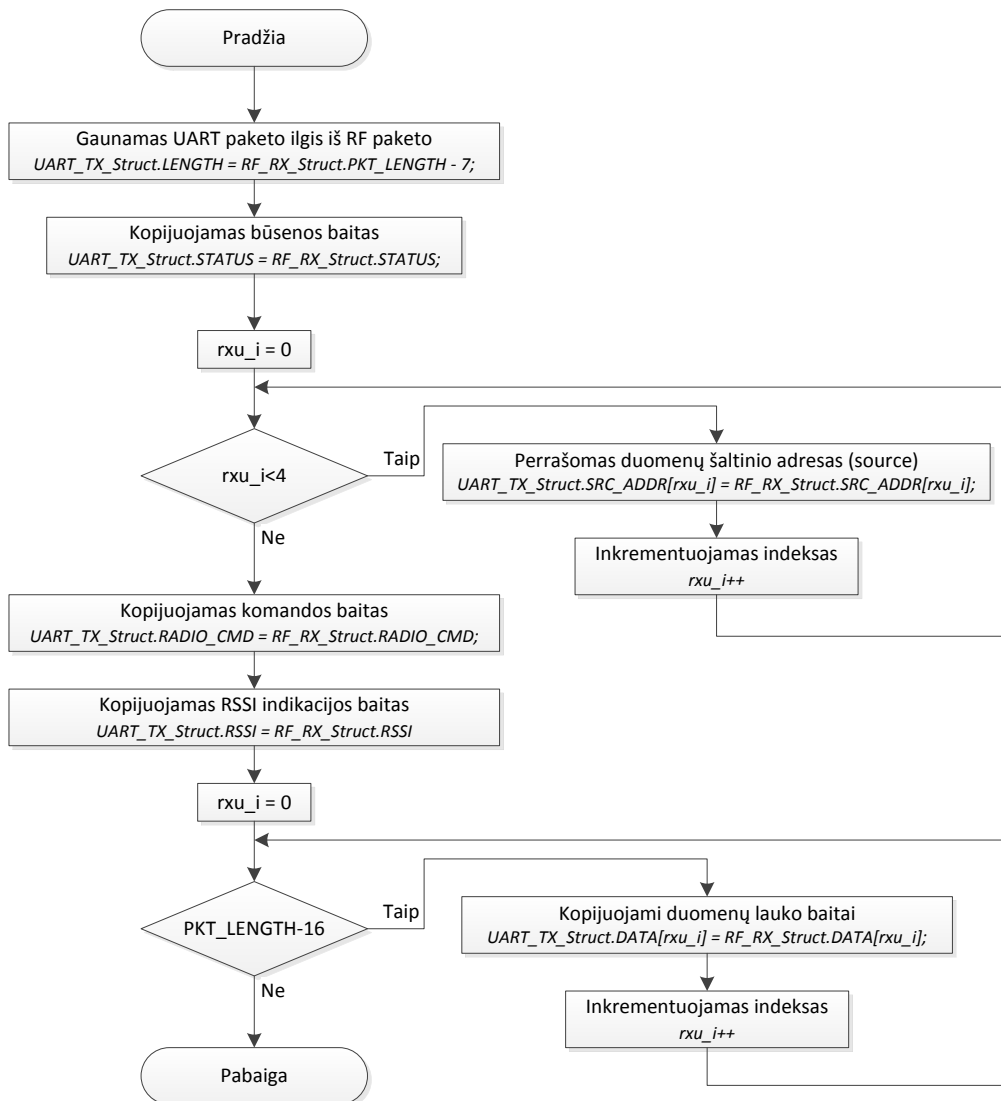 Pradžia
Gaunamas UART paketo ilgis iš RF paketo
UART_TX_Struct.LENGTH = RF_RX_Struct.PKT_LENGTH - 7;
Kopijuojamas būsenos baitas
UART_TX_Struct.STATUS = RF_RX_Struct.STATUS;
rxu_i = 0
rxu_i<4
Taip
Perrašomas duomenų šaltinio adresas (source)
UART_TX_Struct.SRC_ADDR[rxu_i] = RF_RX_Struct.SRC_ADDR[rxu_i];
Inkrementuojamas indeksas
rxu_i++
Ne
Kopijuojamas komandos baitas
UART_TX_Struct.RADIO_CMD = RF_RX_Struct.RADIO_CMD;
Kopijuojamas RSSI indikacijos baitas
UART_TX_Struct.RSSI = RF_RX_Struct.RSSI
rxu_i = 0
PKT_LENGTH-16
Taip
Kopijuojami duomenų lauko baitai
UART_TX_Struct.DATA[rxu_i] = RF_RX_Struct.DATA[rxu_i];
Inkrementuojamas indeksas
rxu_i++
Ne
Pabaiga